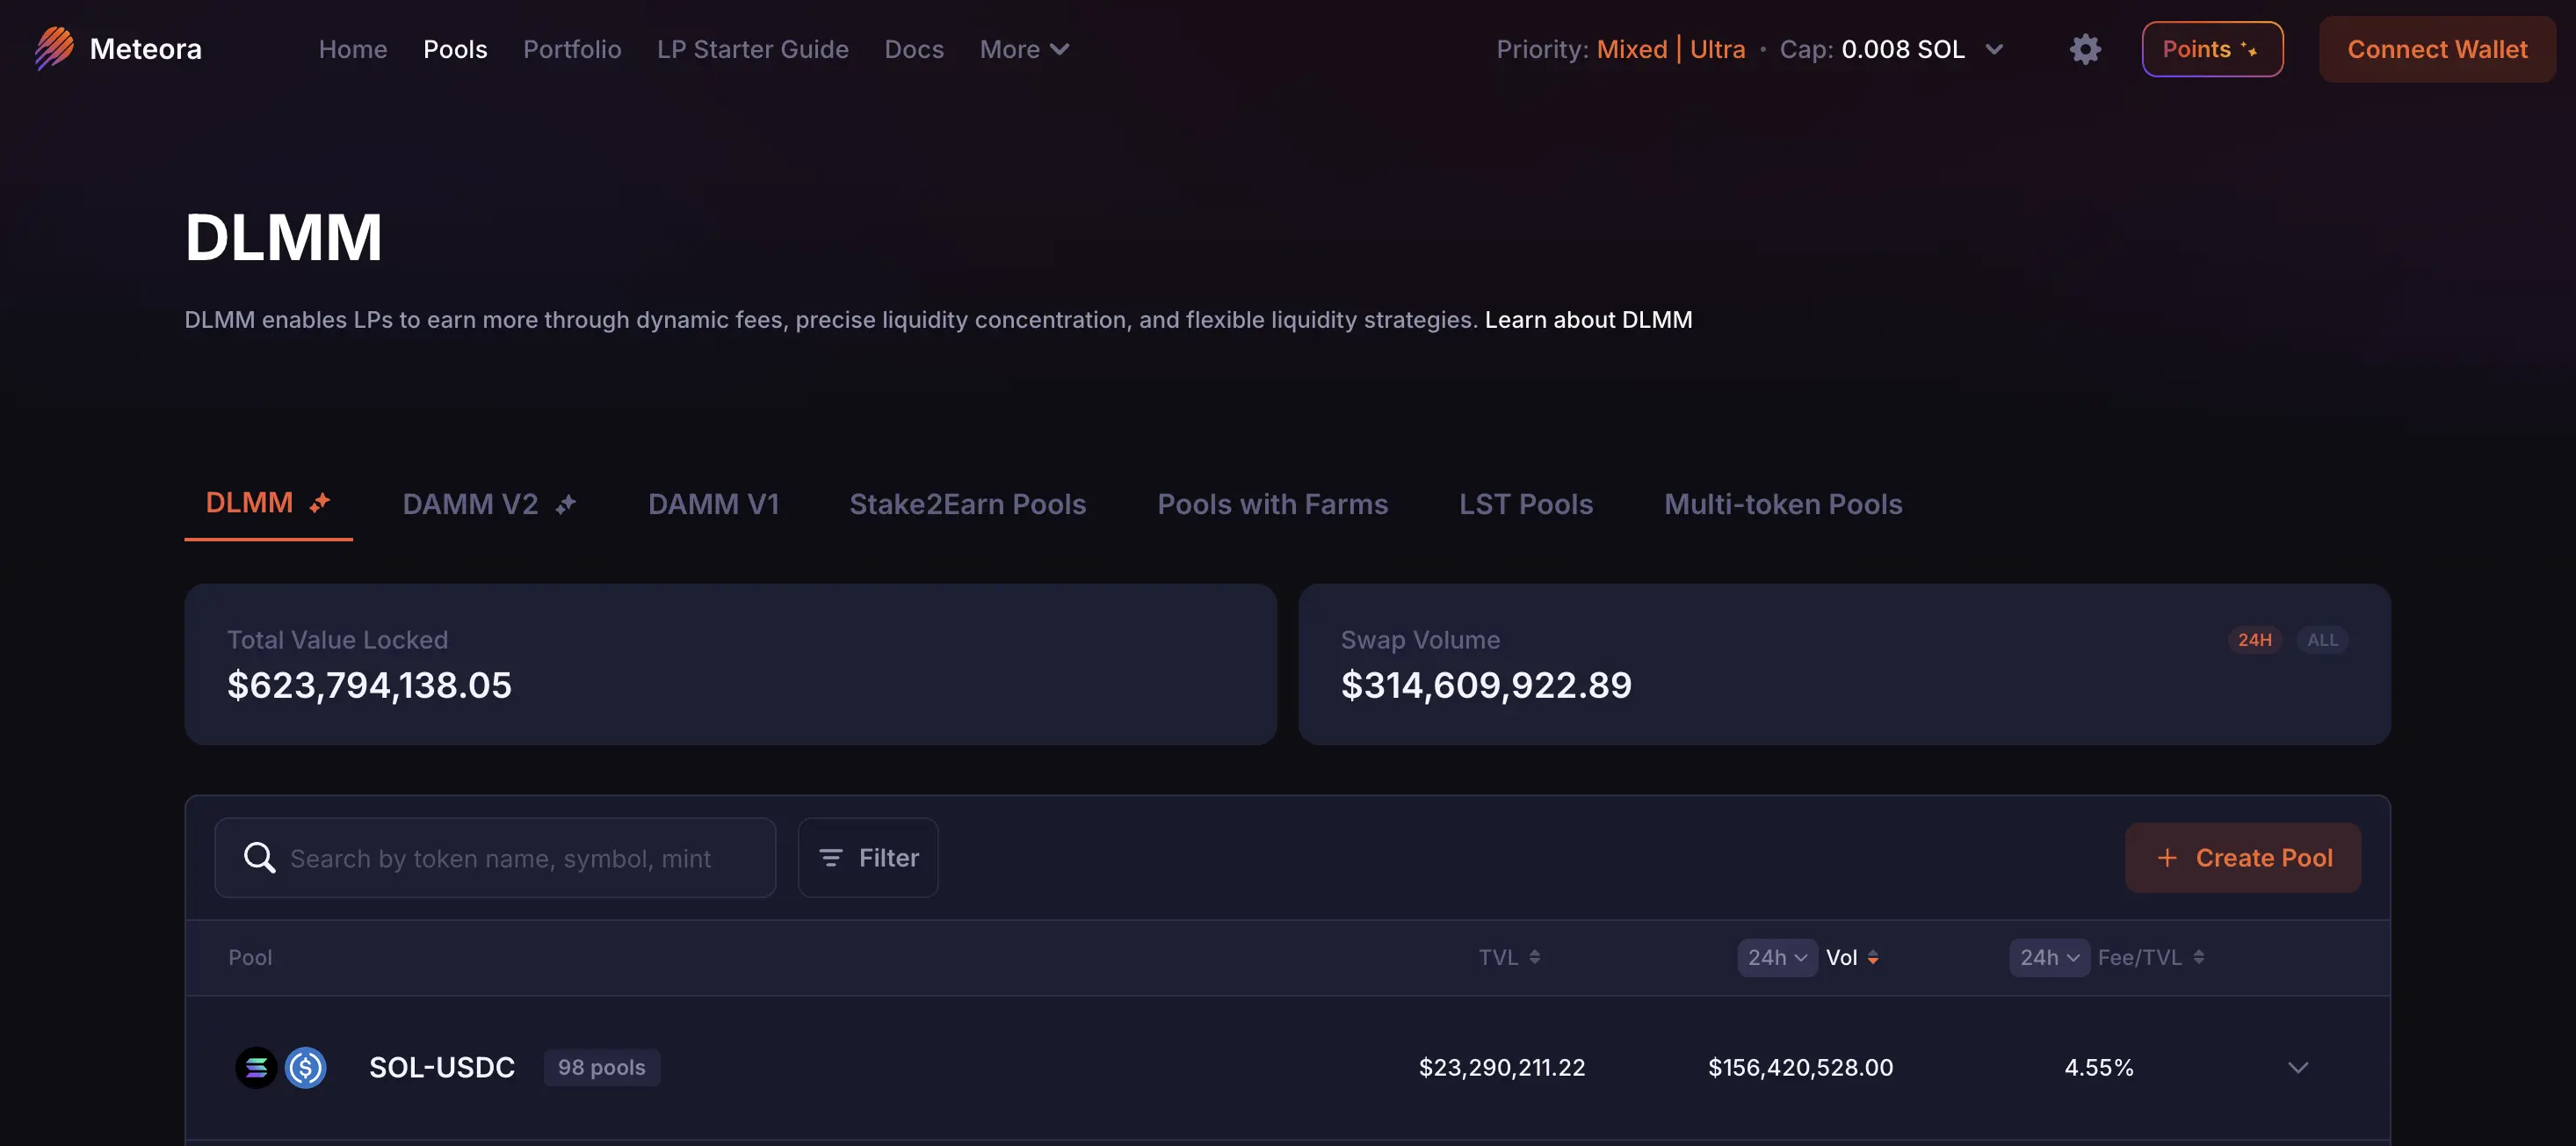 Meteora Home Pools Portfolio LP Starter Guide Docs More Priority: Mixed | Ultra • Cap: 0.008 SOL Points Connect Wallet
DLMM
DLMM enables LPs to earn more through dynamic fees, precise liquidity concentration, and flexible liquidity strategies. Learn about DLMM
DLMM DAMM V2 DAMM V1 Stake2Earn Pools Pools with Farms LST Pools Multi-token Pools
Total Value Locked
$623,794,138.05
Swap Volume 24H ALL
$314,609,922.89
Search by token name, symbol, mint Filter + Create Pool
Pool TVL 24h Vol 24h Fee/TVL
SOL-USDC 98 pools $23,290,211.22 $156,420,528.00 4.55%